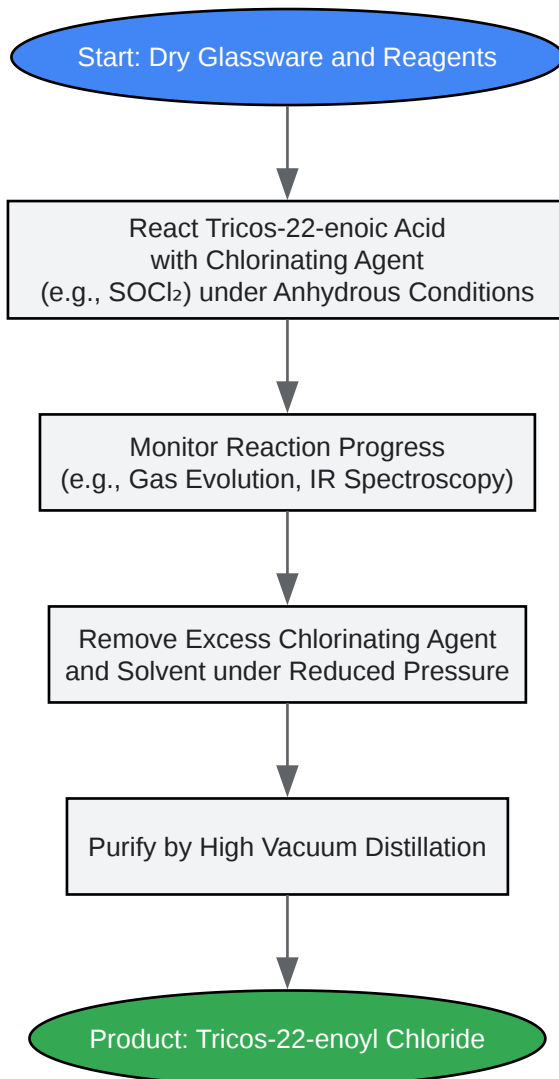 Start: Dry Glassware and Reagents
React Tricos-22-enoic Acid
with Chlorinating Agent
(e.g., SOCl₂) under Anhydrous Conditions
Monitor Reaction Progress
(e.g., Gas Evolution, IR Spectroscopy)
Remove Excess Chlorinating Agent
and Solvent under Reduced Pressure
Purify by High Vacuum Distillation
Product: Tricos-22-enoyl Chloride